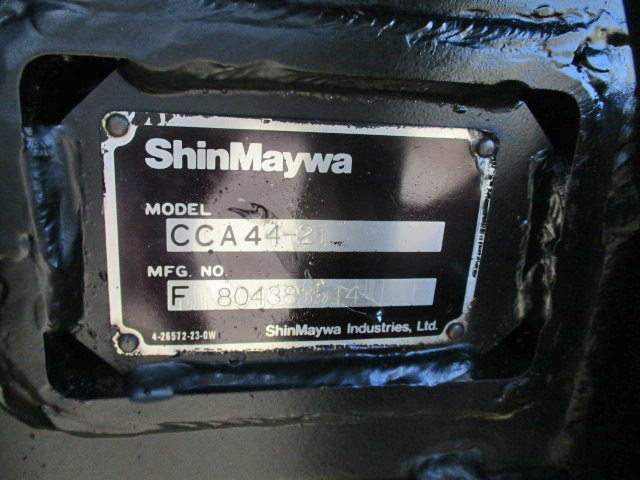 ShinMaywa
MODEL
CCA44-21
MFG. NO
F
4-26572-23-0W
ShinMaywa Industries, Ltd.